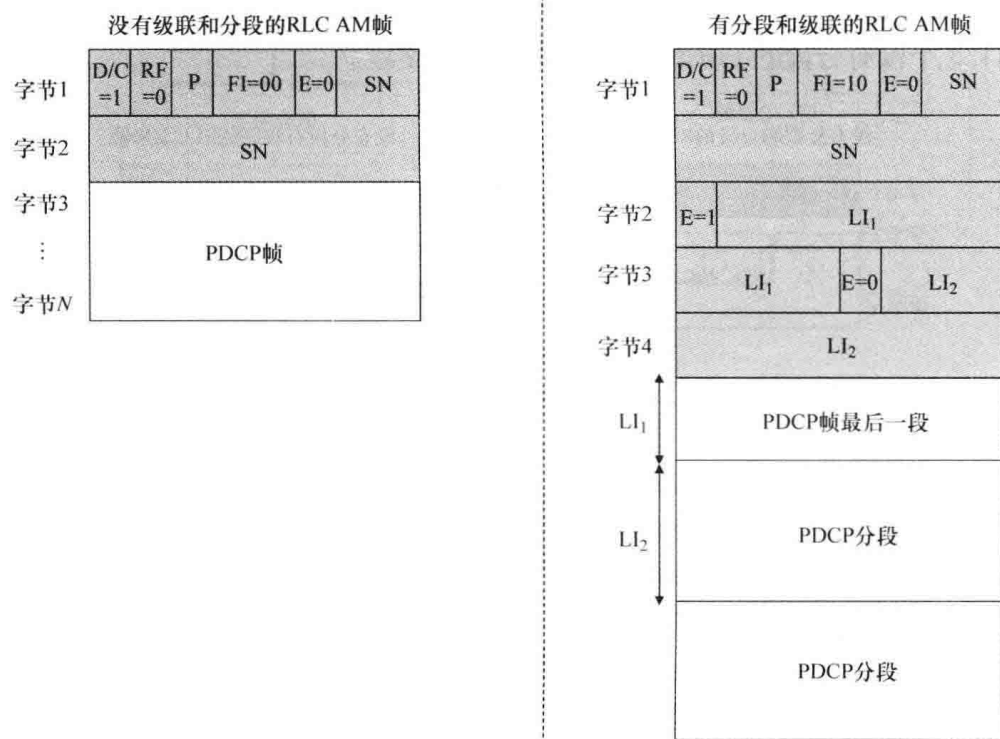 没有级联和分段的RLC AM帧
字节1
D/C =1
RF =0
P
FI=00
E=0
SN
字节2
SN
字节3
⋮
字节N
PDCP帧
有分段和级联的RLC AM帧
字节1
D/C =1
RF =0
P
FI=10
E=0
SN
SN
字节2
E=1
LI₁
字节3
LI₁
E=0
LI₂
字节4
LI₂
LI₁
PDCP帧最后一段
LI₂
PDCP分段
PDCP分段